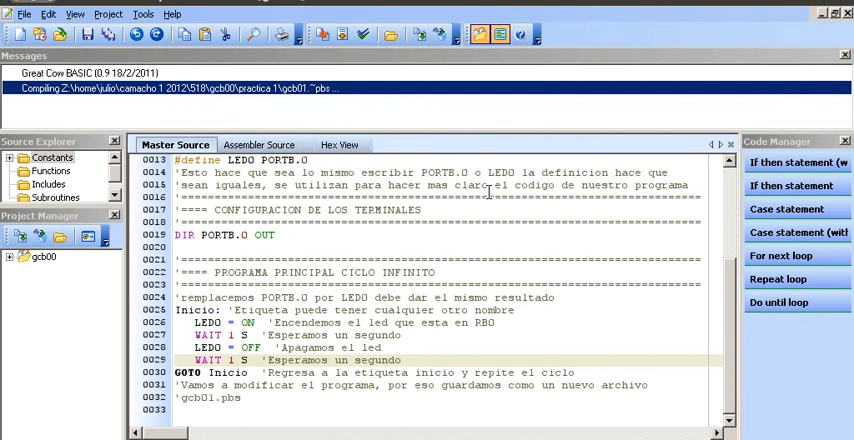 File Edit View Project Tools Help
Messages
Great Cow BASIC (0.9 18/2/2011)
Compiling Z:\home\julio\camacho 1 2012\518\gcb00\practica 1\gcb01.~pbs ...
Source Explorer
Constants
Functions
Includes
Subroutines
Project Manager
gcb00
Master Source Assembler Source Hex View
0013 #define LED0 PORTB.0
0014 'Esto hace que sea lo mismo escribir PORTB.0 o LED0 la definicion hace que
0015 'sean iguales, se utilizan para hacer mas claro el codigo de nuestro programa
0016 '==============================================================================
0017 '==== CONFIGURACION DE LOS TERMINALES
0018 '==============================================================================
0019 DIR PORTB.0 OUT
0020
0021 '==============================================================================
0022 '==== PROGRAMA PRINCIPAL CICLO INFINITO
0023 '==============================================================================
0024 'remplacemos PORTB.0 por LED0 debe dar el mismo resultado
0025 Inicio: 'Etiqueta puede tener cualquier otro nombre
0026 LED0 = ON 'Encendemos el led que esta en RB0
0027 WAIT 1 S 'Esperamos un segundo
0028 LED0 = OFF 'Apagamos el led
0029 WAIT 1 S 'Esperamos un segundo
0030 GOTO Inicio 'Regresa a la etiqueta inicio y repite el ciclo
0031 'Vamos a modificar el programa, por eso guardamos como un nuevo archivo
0032 'gcb01.pbs
0033
Code Manager
If then statement (w
If then statement
Case statement
Case statement (with
For next loop
Repeat loop
Do until loop